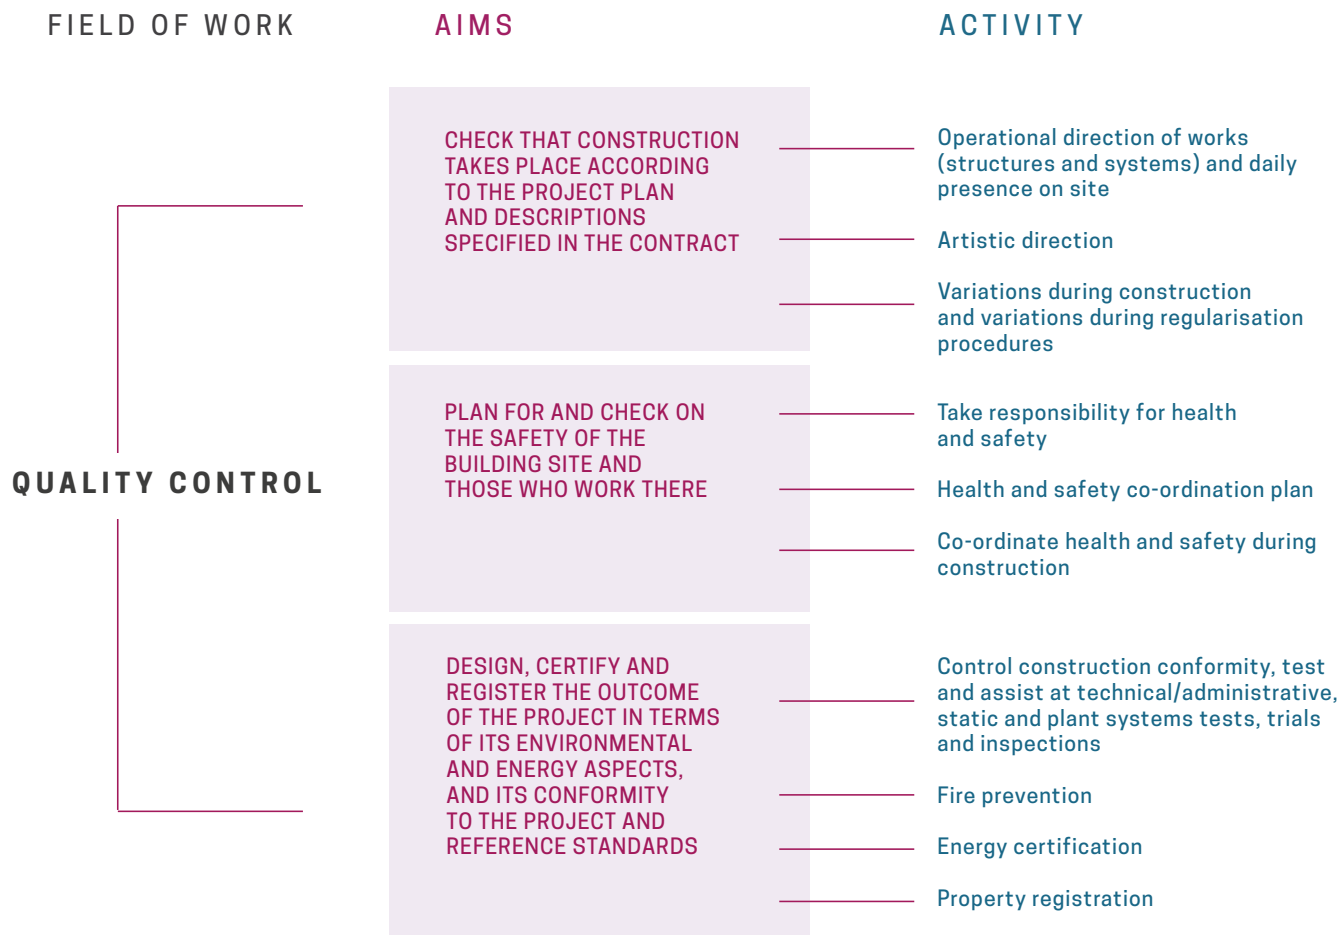 FIELD OF WORK
AIMS
ACTIVITY
CHECK THAT CONSTRUCTION
TAKES PLACE ACCORDING
TO THE PROJECT PLAN
AND DESCRIPTIONS
SPECIFIED IN THE CONTRACT
Operational direction of works
(structures and systems) and daily
presence on site
Artistic direction
Variations during construction
and variations during regularisation
procedures
QUALITY CONTROL
PLAN FOR AND CHECK ON
THE SAFETY OF THE
BUILDING SITE AND
THOSE WHO WORK THERE
Take responsibility for health
and safety
Health and safety co-ordination plan
Co-ordinate health and safety during
construction
DESIGN, CERTIFY AND
REGISTER THE OUTCOME
OF THE PROJECT IN TERMS
OF ITS ENVIRONMENTAL
AND ENERGY ASPECTS,
AND ITS CONFORMITY
TO THE PROJECT AND
REFERENCE STANDARDS
Control construction conformity, test
and assist at technical/administrative,
static and plant systems tests, trials
and inspections
Fire prevention
Energy certification
Property registration